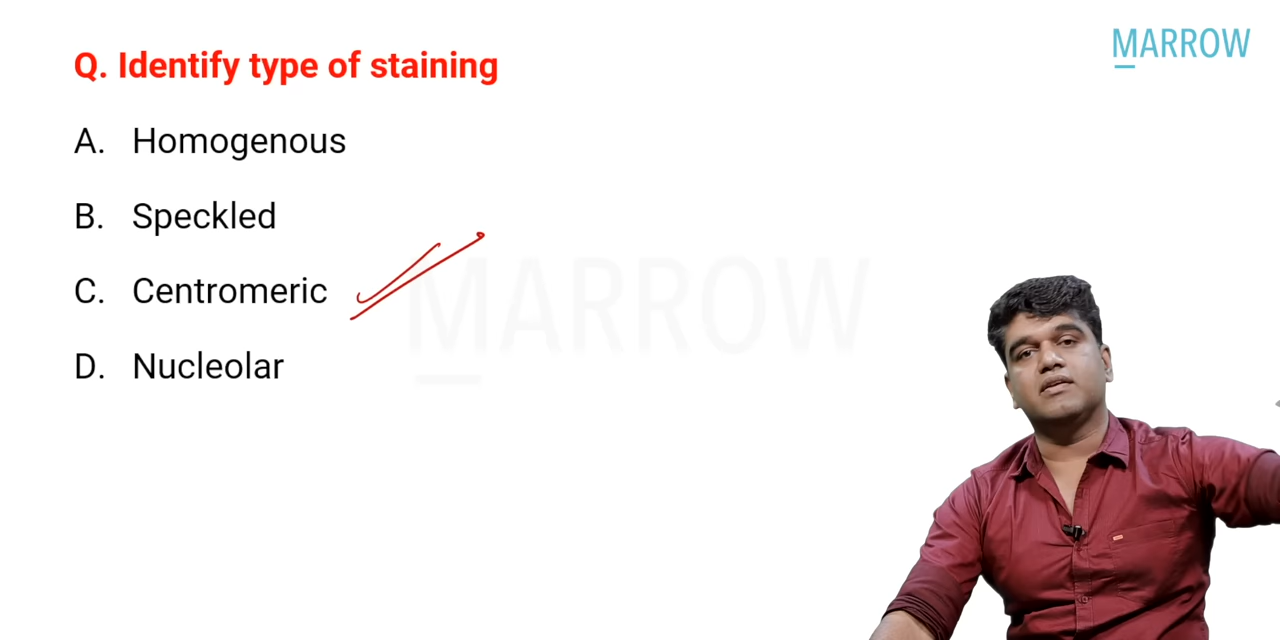 MARROW
Q. Identify type of staining
A. Homogenous
B. Speckled
C. Centromeric
D. Nucleolar
MARROW